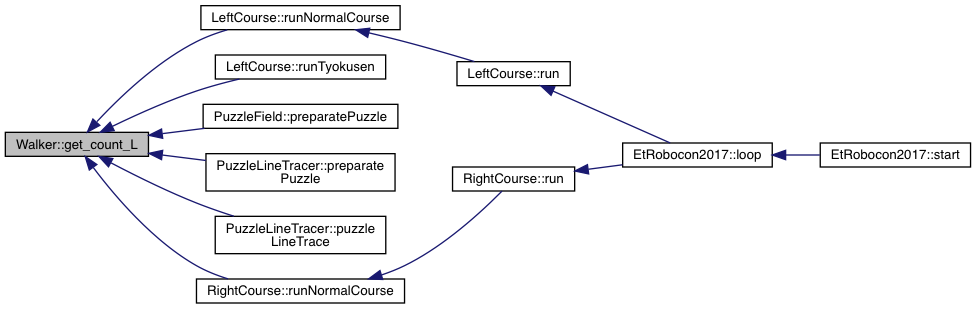 LeftCourse::runNormalCourse
LeftCourse::runTyokusen
LeftCourse::run
PuzzleField::preparatePuzzle
Walker::get_count_L
EtRobocon2017::loop
EtRobocon2017::start
PuzzleLineTracer::preparate
Puzzle
RightCourse::run
PuzzleLineTracer::puzzle
LineTrace
RightCourse::runNormalCourse